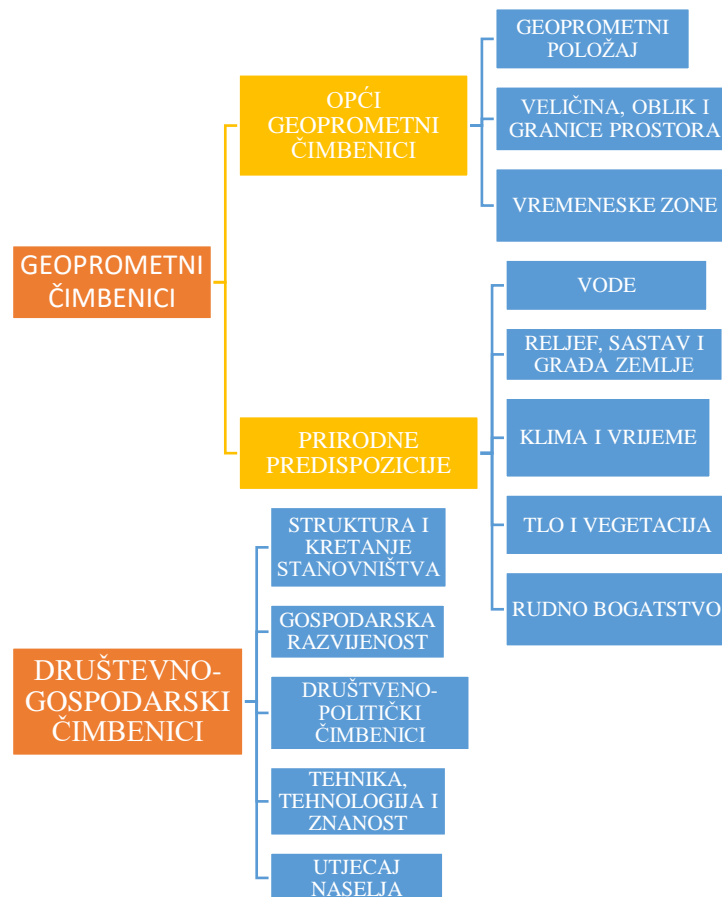 GEOPROMETNI
ČIMBENICI
OPĆI
GEOPROMETNI
ČIMBENICI
GEOPROMETNI
POLOŽAJ
VELIČINA, OBLIK I
GRANICE PROSTORA
VREMENESKE ZONE
PRIRODNE
PREDISPOZICIJE
VODE
RELJEF, SASTAV I
GRAĐA ZEMLJE
KLIMA I VRIJEME
TLO I VEGETACIJA
RUDNO BOGATSTVO
DRUŠTEVNO-
GOSPODARSKI
ČIMBENICI
STRUKTURA I
KRETANJE
STANOVNIŠTVA
GOSPODARSKA
RAZVIJENOST
DRUŠTVENO-
POLITIČKI
ČIMBENICI
TEHNIKA,
TEHNOLOGIJA I
ZNANOST
UTJECAJ
NASELJA